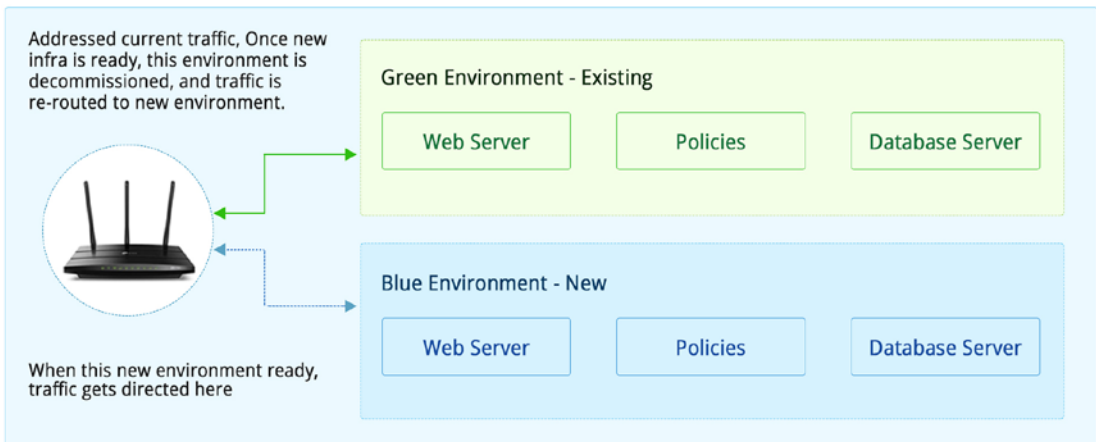 Addressed current traffic, Once new
infra is ready, this environment is
decommissioned, and traffic is
re-routed to new environment.
Green Environment - Existing
Web Server
Policies
Database Server
Blue Environment - New
Web Server
Policies
Database Server
When this new environment ready,
traffic gets directed here